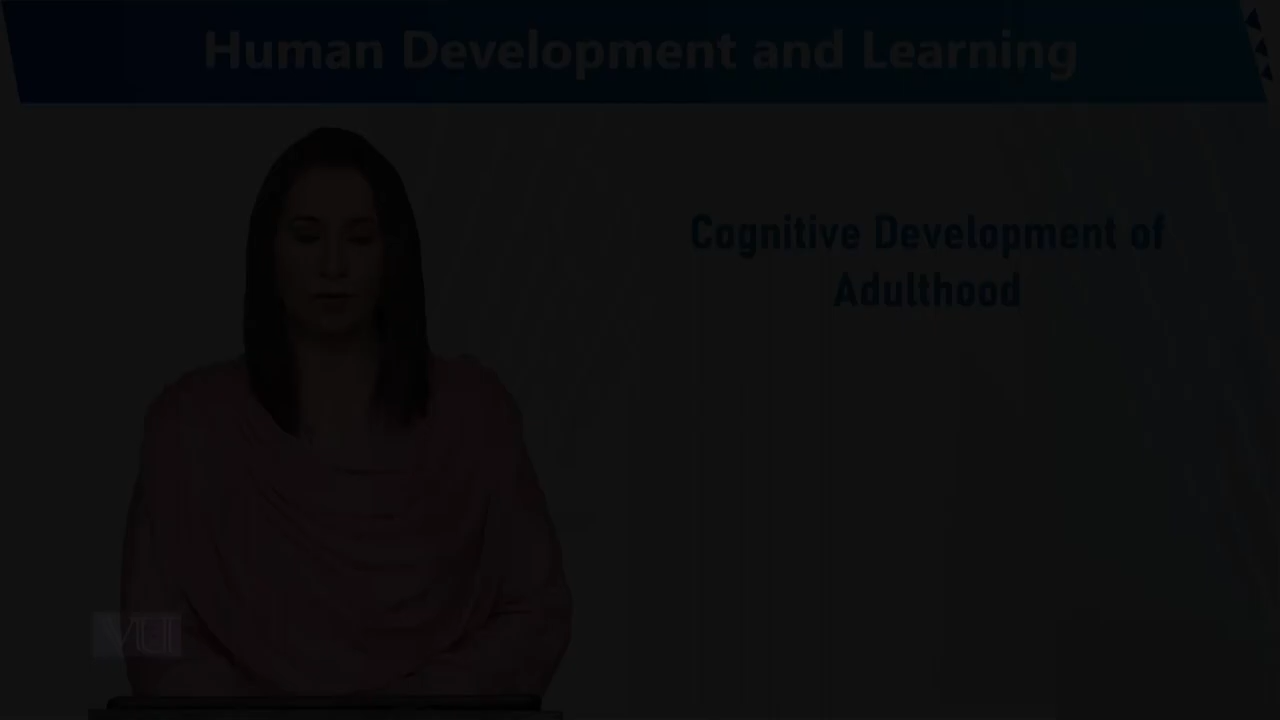 Human Development and Learning
Cognitive Development of
Adulthood